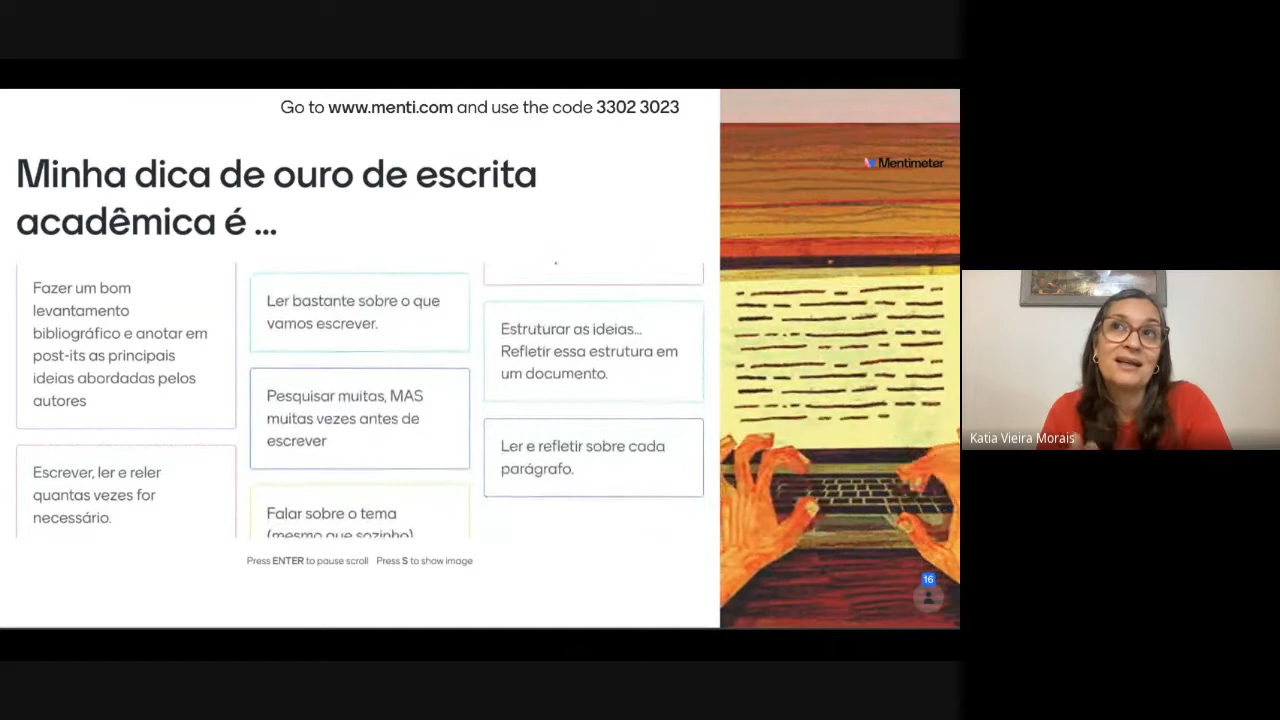 Go to www.menti.com and use the code 3302 3023
Mentimeter
Minha dica de ouro de escrita
acadêmica é ...
Fazer um bom
levantamento
bibliográfico e anotar em
post-its as principais
ideias abordadas pelos
autores
Escrever, ler e reler
quantas vezes for
necessário.
Ler bastante sobre o que
vamos escrever.
Pesquisar muitas, MAS
muitas vezes antes de
escrever
Falar sobre o tema
(mesmo que sozinho)
Estruturar as ideias...
Refletir essa estrutura em
um documento.
Ler e refletir sobre cada
parágrafo.
Press ENTER to pause scroll Press S to show image
16
Katia Vieira Morais